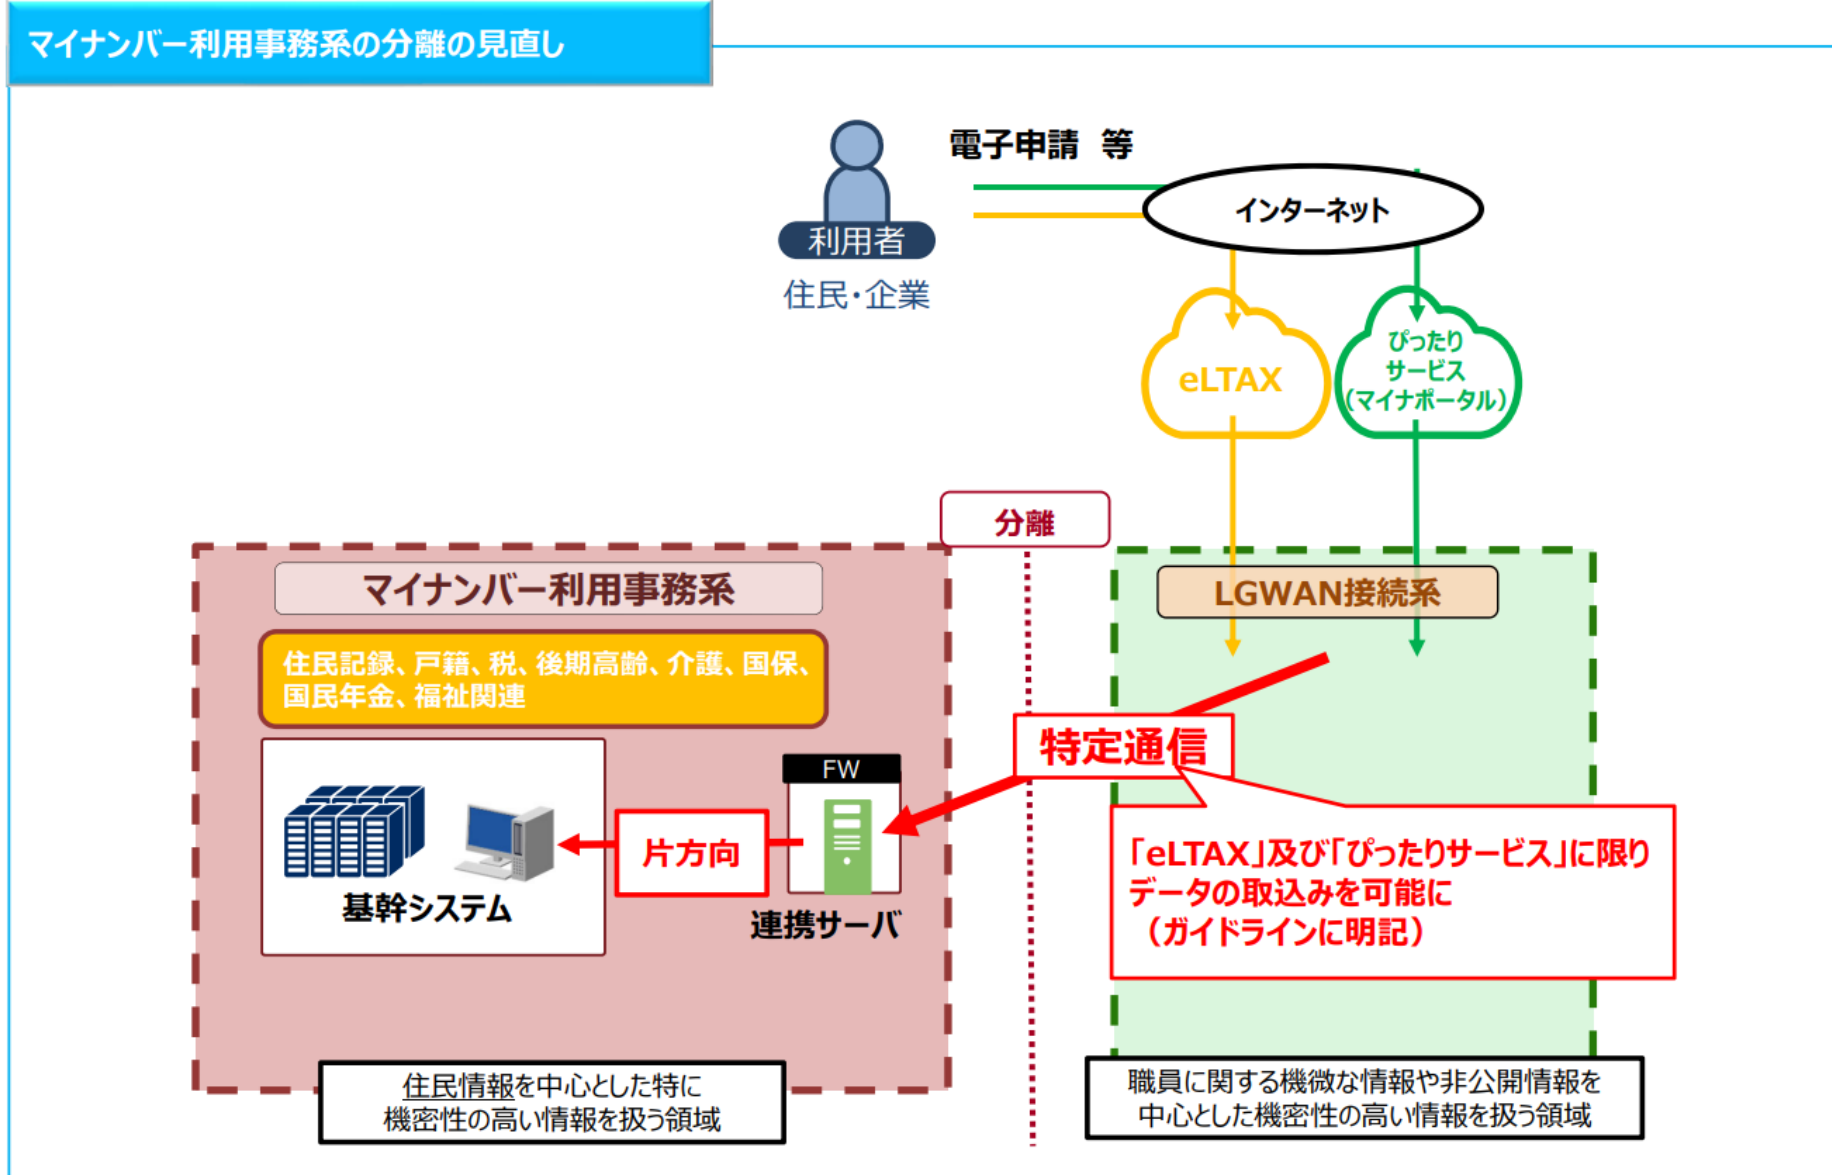 マイナンバー利用事務系の分離の見直し
電子申請 等
インターネット
利用者
住民・企業
eLTAX
ぴったり
サービス
(マイナポータル)
分離
マイナンバー利用事務系
LGWAN接続系
住民記録、戸籍、税、後期高齢、介護、国保、
国民年金、福祉関連
特定通信
FW
片方向
基幹システム
連携サーバ
「eLTAX」及び「ぴったりサービス」に限り
データの取込みを可能に
（ガイドラインに明記）
住民情報を中心とした特に
機密性の高い情報を扱う領域
職員に関する機微な情報や非公開情報を
中心とした機密性の高い情報を扱う領域